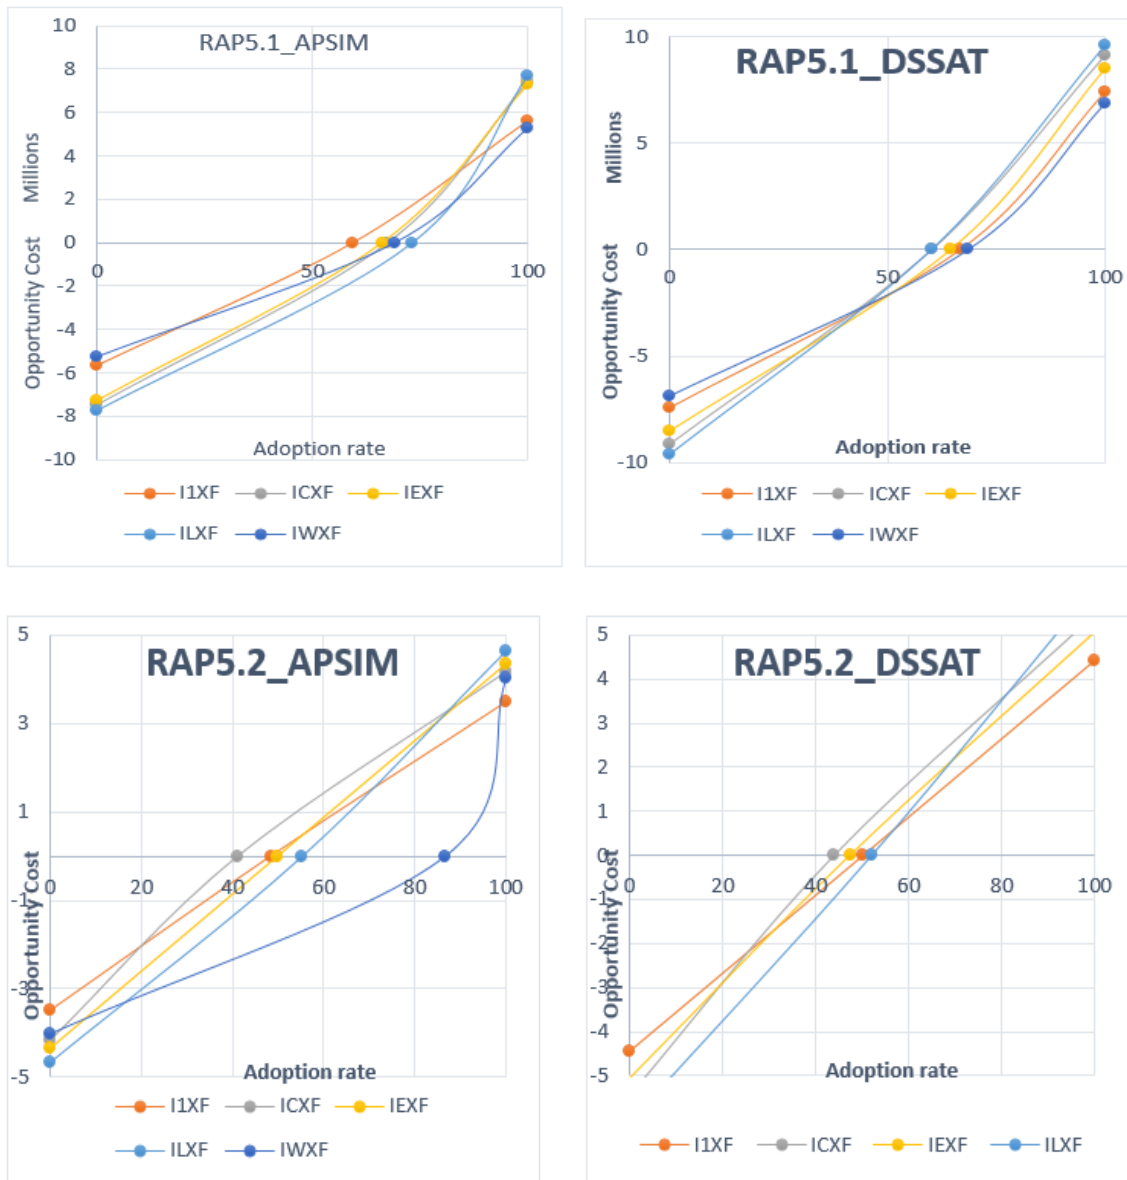 RAP5.1_APSIM
10
8
6
4
2
0
-2
-4
-6
-8
-10
0
50
100
Opportunity Cost Millions
Adoption rate
I1XF ICXF IEXF
ILXF IWXF
RAP5.1_DSSAT
10
5
0
-5
-10
0
50
100
Opportunity Cost Millions
Adoption rate
I1XF ICXF IEXF
ILXF IWXF
RAP5.2_APSIM
5
3
1
-1
-3
-5
0
20
40
60
80
100
Opportunity Cost
Adoption rate
I1XF ICXF IEXF
ILXF IWXF
RAP5.2_DSSAT
5
4
3
2
1
0
-1
-2
-3
-4
-5
0
20
40
60
80
100
Opportunity Cost
Adoption rate
I1XF ICXF IEXF ILXF